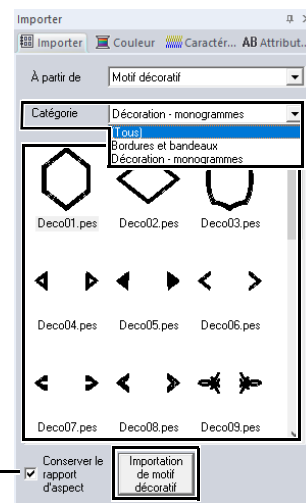 Importer
Importer Couleur Caractér... AB Attribut...
À partir de Motif décoratif
Catégorie Décoration - monogrammes
(Tous)
Bordures et bandeaux
Décoration - monogrammes
Deco01.pes Deco02.pes Deco03.pes
Deco04.pes Deco05.pes Deco06.pes
Deco07.pes Deco08.pes Deco09.pes
Conserver le
rapport
d'aspect
Importation
de motif
décoratif